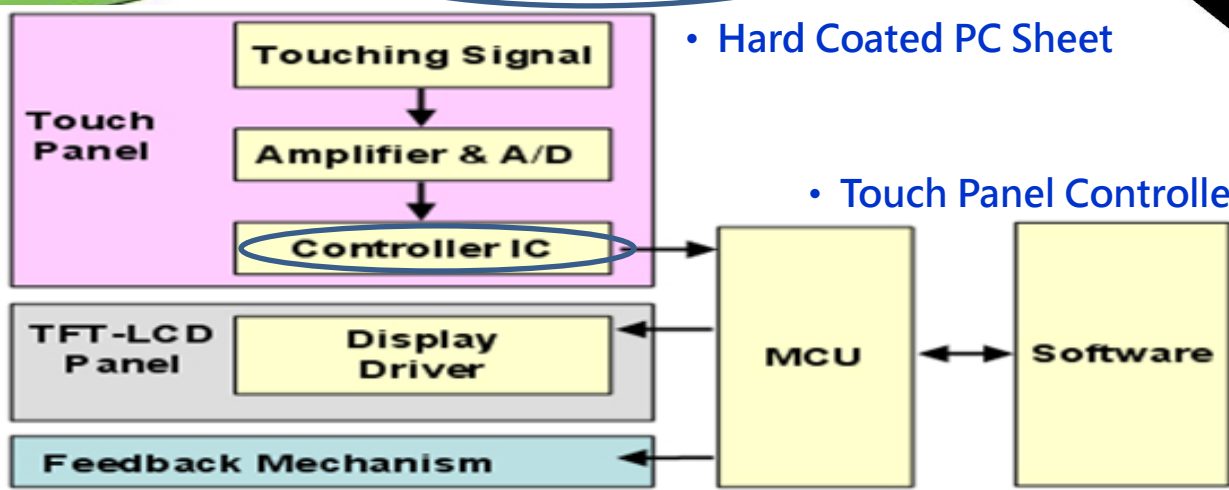 • Hard Coated PC Sheet
Touching Signal
Touch
Panel
Amplifier & A/D
• Touch Panel Controlle
Controller IC
TFT-LCD
Panel
Display
Driver
MCU
Software
Feedback Mechanism